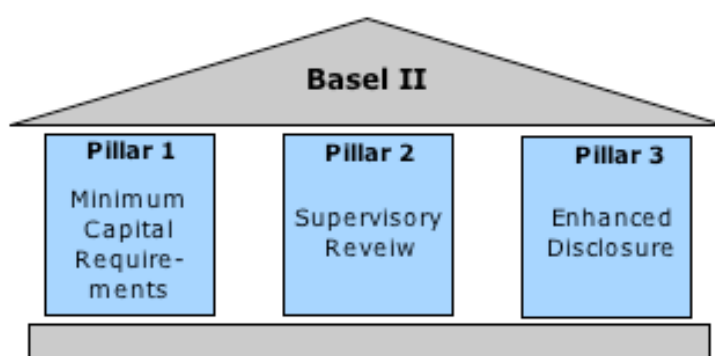 Basel II
Pillar 1
Minimum
Capital
Require-
ments
Pillar 2
Supervisory
Reveiw
Pillar 3
Enhanced
Disclosure